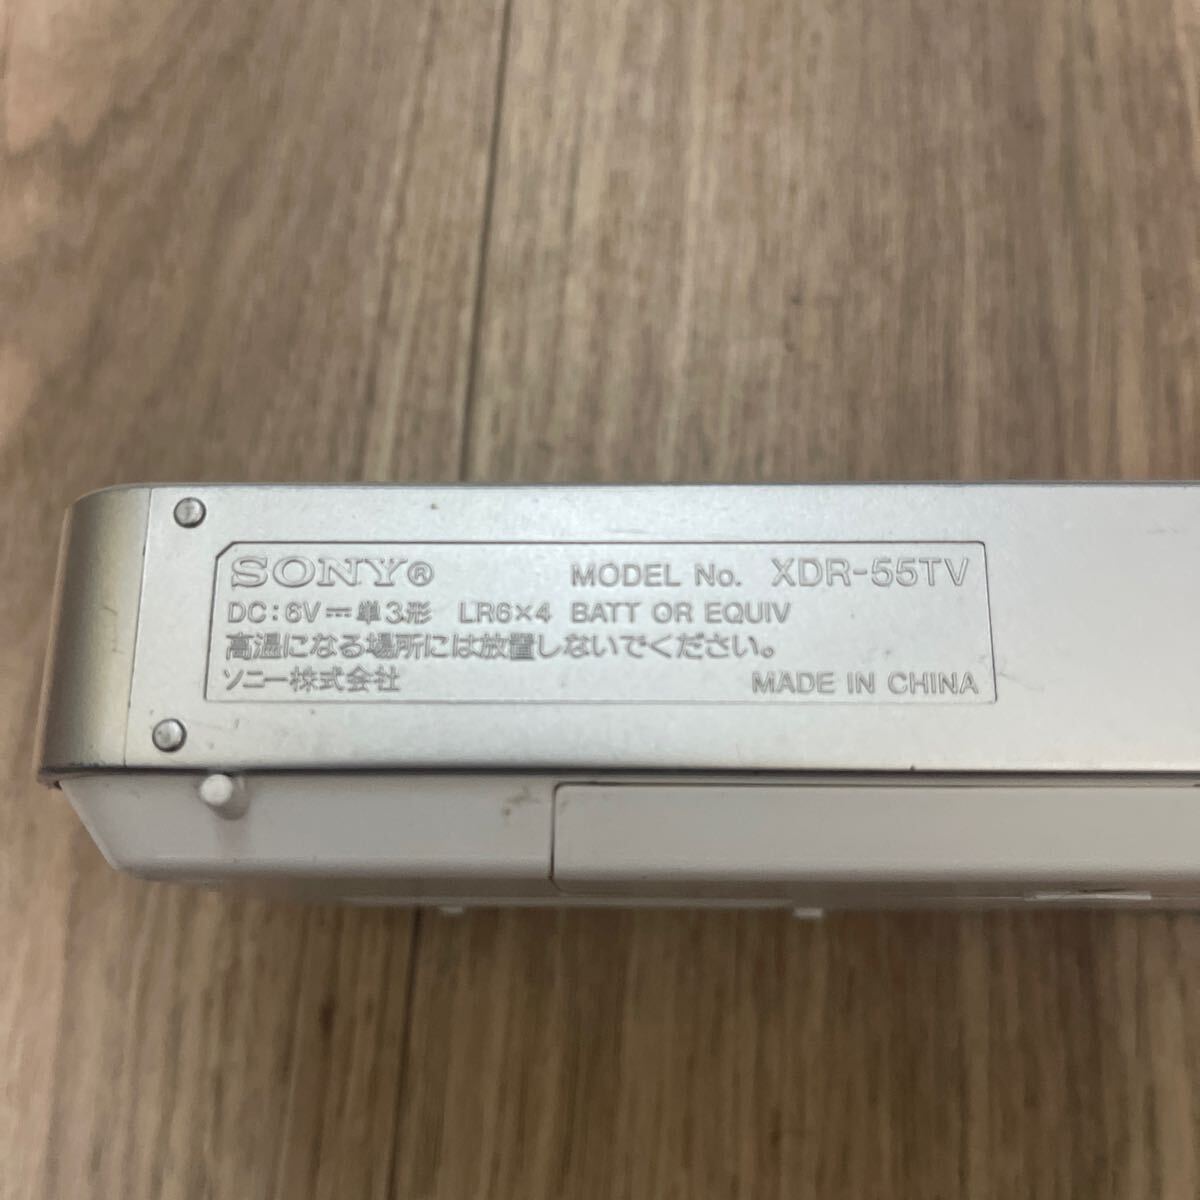 SONY® MODEL No. XDR-55TV
DC:6V⎓単3形 LR6×4 BATT OR EQUIV
高温になる場所には放置しないでください。
ソニー株式会社 MADE IN CHINA